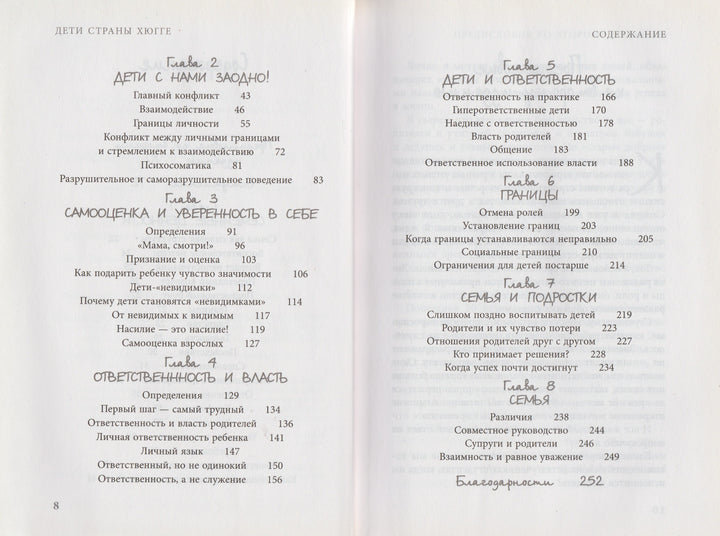 ДЕТИ СТРАНЫ ХЮГГЕ
Глава 2
ДЕТИ С НАМИ ЗАОДНО!
Главный конфликт 43
Взаимодействие 46
Границы личности 55
Конфликт между личными границами
и стремлением к взаимодействию 72
Психосоматика 81
Разрушительное и саморазрушительное поведение 83
Глава 3
САМООЦЕНКА И УВЕРЕННОСТЬ В СЕБЕ
Определения 91
«Мама, смотри!» 96
Признание и оценка 103
Как подарить ребенку чувство значимости 106
Дети-«невидимки» 112
Почему дети становятся «невидимками» 114
От невидимых к видимым 117
Насилие — это насилие! 119
Самооценка взрослых 127
Глава 4
ОТВЕТСТВЕНННОСТЬ И ВЛАСТЬ
Определения 129
Первый шаг — самый трудный 134
Ответственность и власть родителей 136
Личная ответственность ребенка 141
Личный язык 147
Ответственный, но не одинокий 150
Ответственность, а не служение 156
8
СОДЕРЖАНИЕ
Глава 5
ДЕТИ И ОТВЕТСТВЕННОСТЬ
Ответственность на практике 166
Гиперответственные дети 170
Наедине с ответственностью 178
Власть родителей 181
Общение 183
Ответственное использование власти 188
Глава 6
ГРАНИЦЫ
Отмена ролей 199
Установление границ 203
Когда границы устанавливаются неправильно 205
Социальные границы 210
Ограничения для детей постарше 214
Глава 7
СЕМЬЯ И ПОДРОСТКИ
Слишком поздно воспитывать детей 219
Родители и их чувство потери 223
Отношения родителей друг с другом 227
Кто принимает решения? 228
Когда успех почти достигнут 234
Глава 8
СЕМЬЯ
Различия 238
Совместное руководство 244
Супруги и родители 246
Взаимность и равное уважение 249
Благодарности 252